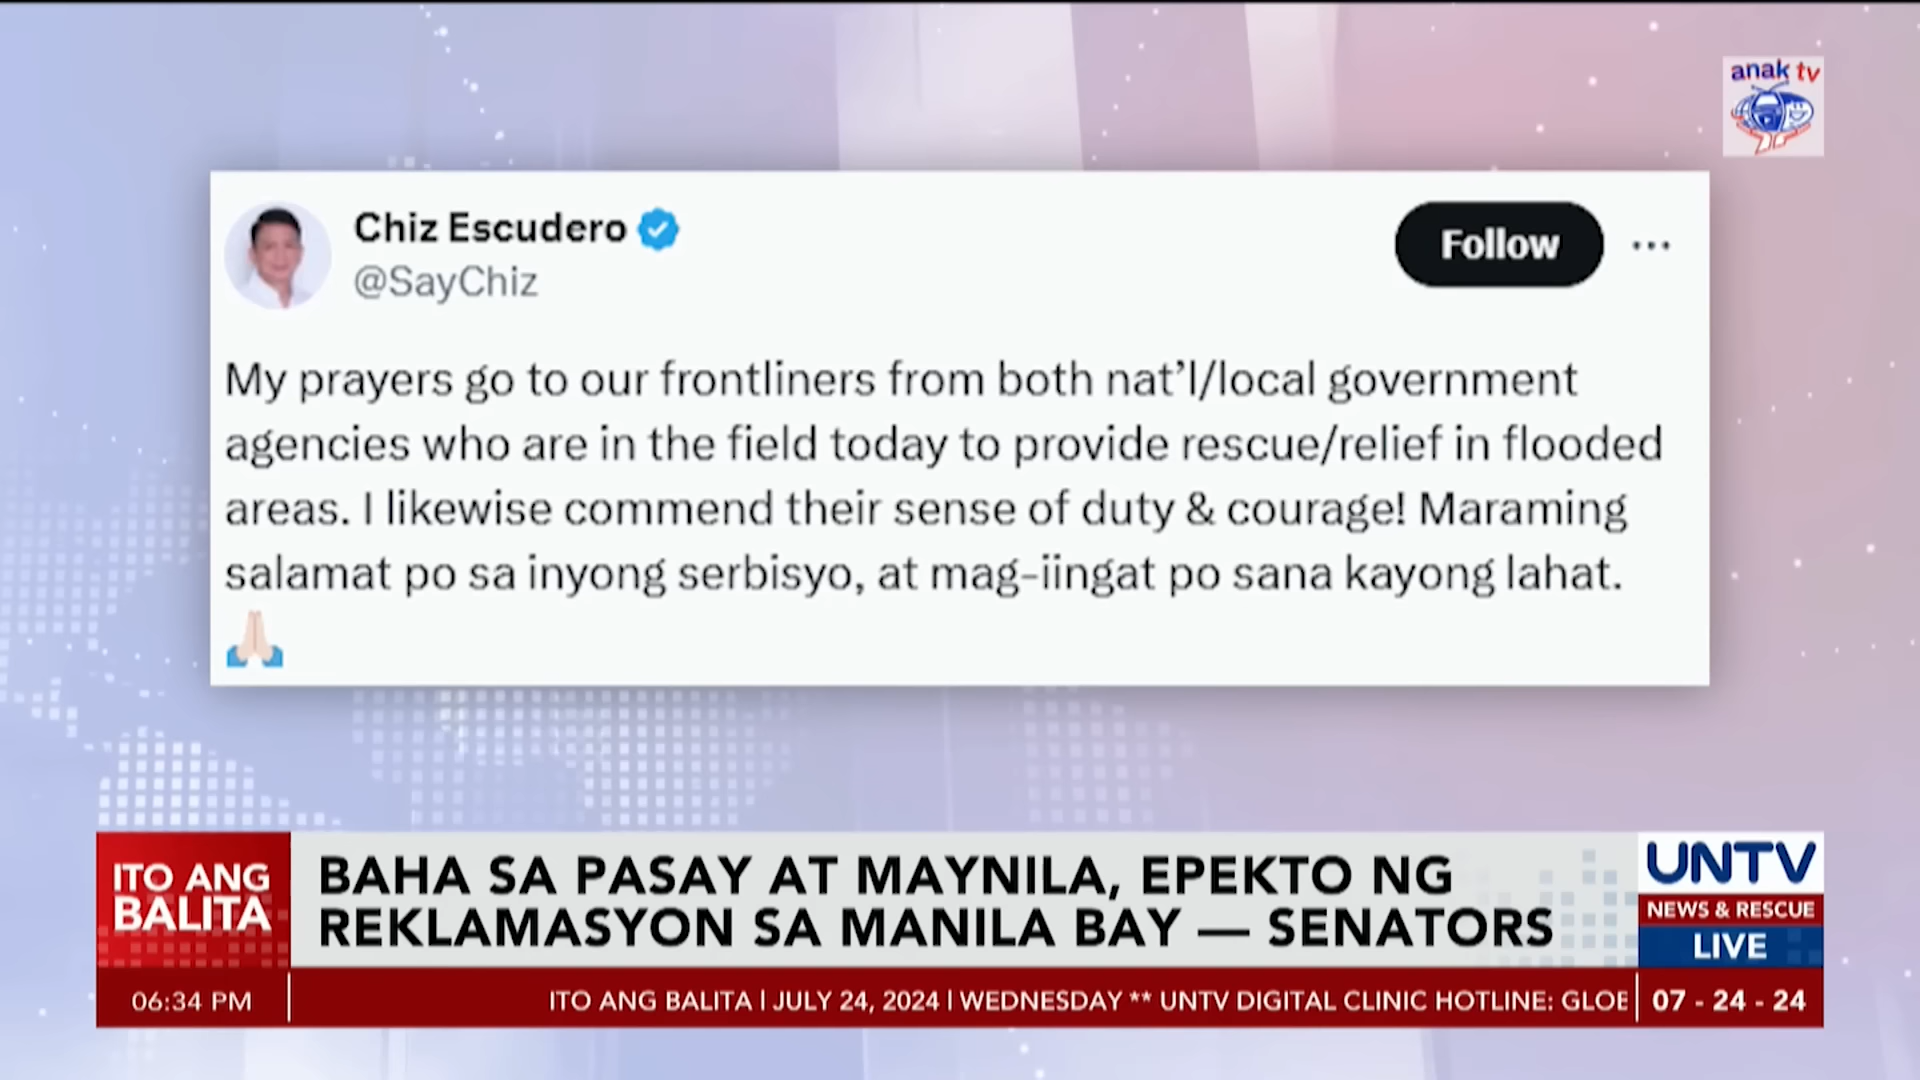 anak tv
Chiz Escudero
@SayChiz
Follow
My prayers go to our frontliners from both nat’l/local government
agencies who are in the field today to provide rescue/relief in flooded
areas. I likewise commend their sense of duty & courage! Maraming
salamat po sa inyong serbisyo, at mag-iingat po sana kayong lahat.
ITO ANG
BALITA
BAHA SA PASAY AT MAYNILA, EPEKTO NG
REKLAMASYON SA MANILA BAY — SENATORS
UNTV
NEWS & RESCUE
LIVE
06:34 PM
ITO ANG BALITA | JULY 24, 2024 | WEDNESDAY ** UNTV DIGITAL CLINIC HOTLINE: GLOB
07 - 24 - 24